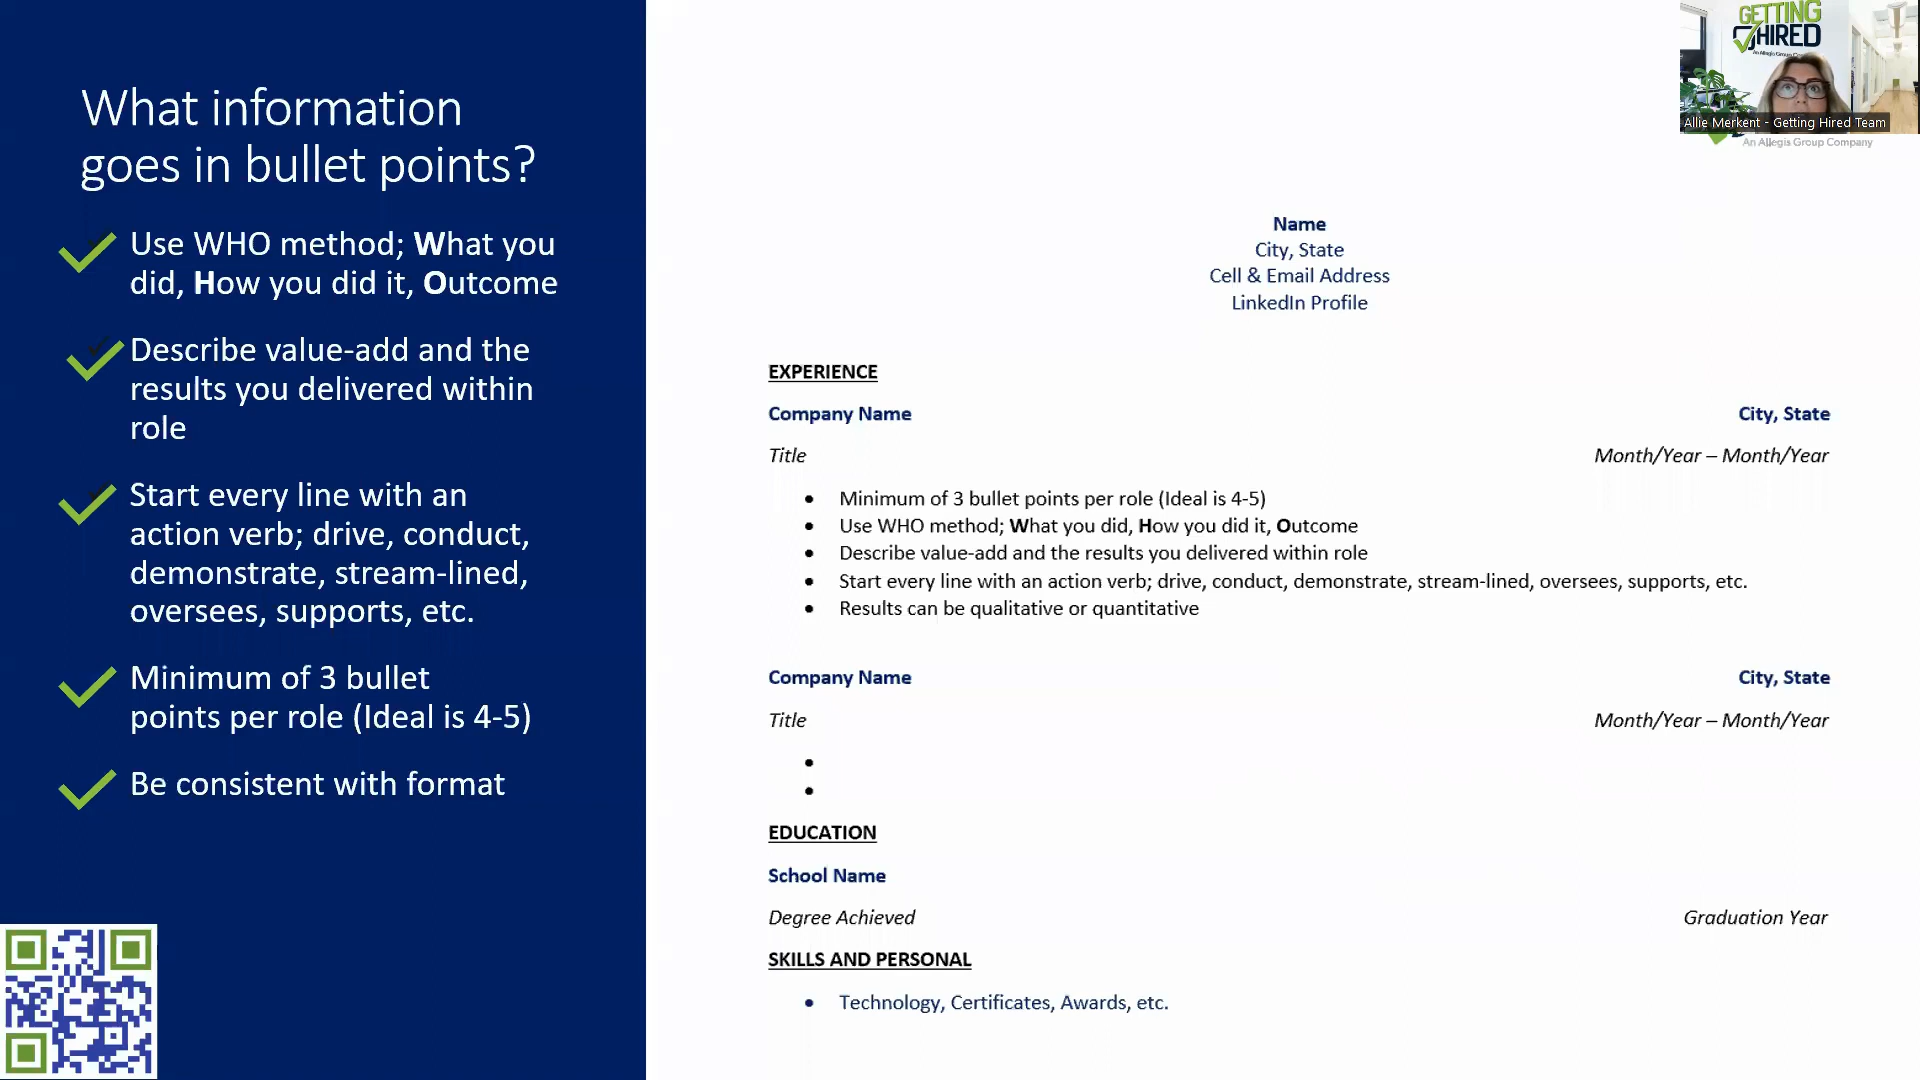 What information
goes in bullet points?
Use WHO method; What you
did, How you did it, Outcome
Describe value-add and the
results you delivered within
role
Start every line with an
action verb; drive, conduct,
demonstrate, stream-lined,
oversees, supports, etc.
Minimum of 3 bullet
points per role (Ideal is 4-5)
Be consistent with format
GETTING
HIRED
An Allegis Group Company
Allie Merkent - Getting Hired Team
An Allegis Group Company
Name
City, State
Cell & Email Address
LinkedIn Profile
EXPERIENCE
Company Name City, State
Title Month/Year – Month/Year
• Minimum of 3 bullet points per role (Ideal is 4-5)
• Use WHO method; What you did, How you did it, Outcome
• Describe value-add and the results you delivered within role
• Start every line with an action verb; drive, conduct, demonstrate, stream-lined, oversees, supports, etc.
• Results can be qualitative or quantitative
Company Name City, State
Title Month/Year – Month/Year
•
•
EDUCATION
School Name
Degree Achieved Graduation Year
SKILLS AND PERSONAL
• Technology, Certificates, Awards, etc.